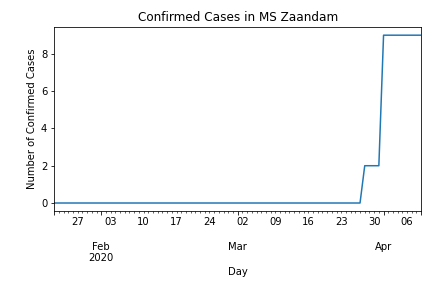 Confirmed Cases in MS Zaandam
Number of Confirmed Cases
8
6
4
2
0
27 03 10 17 24 02 09 16 23 30 06
Feb Mar Apr
2020
Day